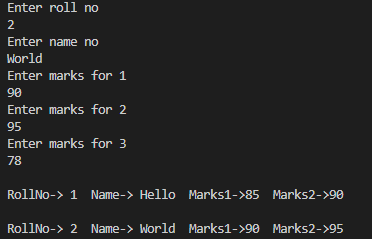 Enter roll no
2
Enter name no
World
Enter marks for 1
90
Enter marks for 2
95
Enter marks for 3
78
RollNo-> 1  Name-> Hello  Marks1->85  Marks2->90
RollNo-> 2  Name-> World  Marks1->90  Marks2->95